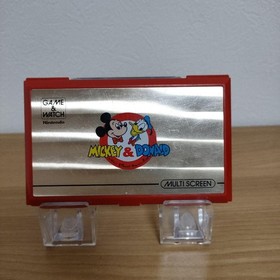 GAME
&
WATCH
Nintendo
MICKEY & DONALD
MULTI SCREEN